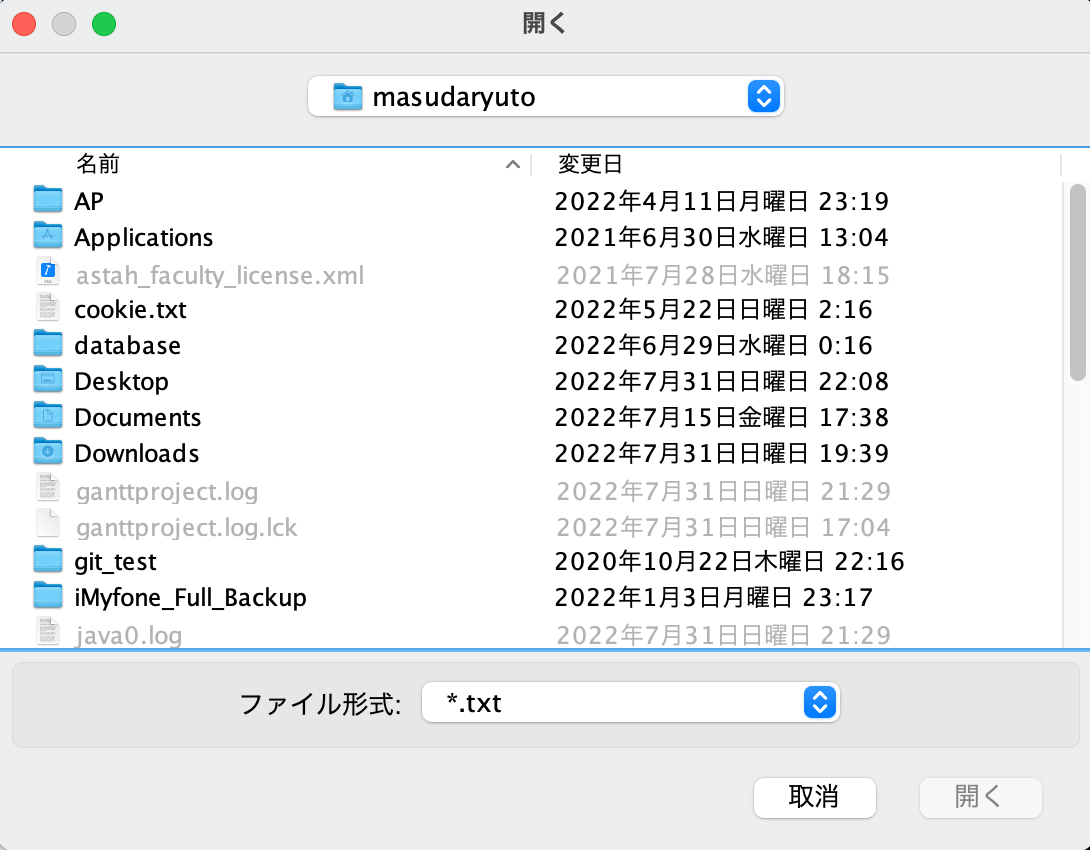 開く
masudaryuto
名前 変更日
AP 2022年4月11日月曜日 23:19
Applications 2021年6月30日水曜日 13:04
astah_faculty_license.xml 2021年7月28日水曜日 18:15
cookie.txt 2022年5月22日日曜日 2:16
database 2022年6月29日水曜日 0:16
Desktop 2022年7月31日日曜日 22:08
Documents 2022年7月15日金曜日 17:38
Downloads 2022年7月31日日曜日 19:39
ganttproject.log 2022年7月31日日曜日 21:29
ganttproject.log.lck 2022年7月31日日曜日 17:04
git_test 2020年10月22日木曜日 22:16
iMyfone_Full_Backup 2022年1月3日月曜日 23:17
java0.log 2022年7月31日日曜日 21:29
ファイル形式: *.txt
取消 開く